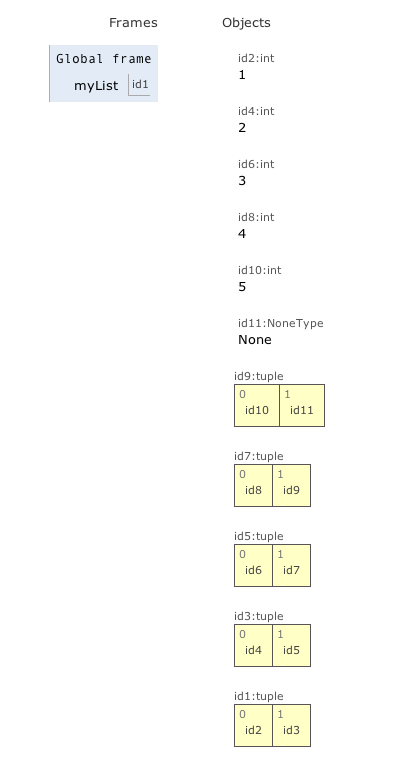 Frames Objects
Global frame
myList id1
id2:int
1
id4:int
2
id6:int
3
id8:int
4
id10:int
5
id11:NoneType
None
id9:tuple
0 1
id10 id11
id7:tuple
0 1
id8 id9
id5:tuple
0 1
id6 id7
id3:tuple
0 1
id4 id5
id1:tuple
0 1
id2 id3